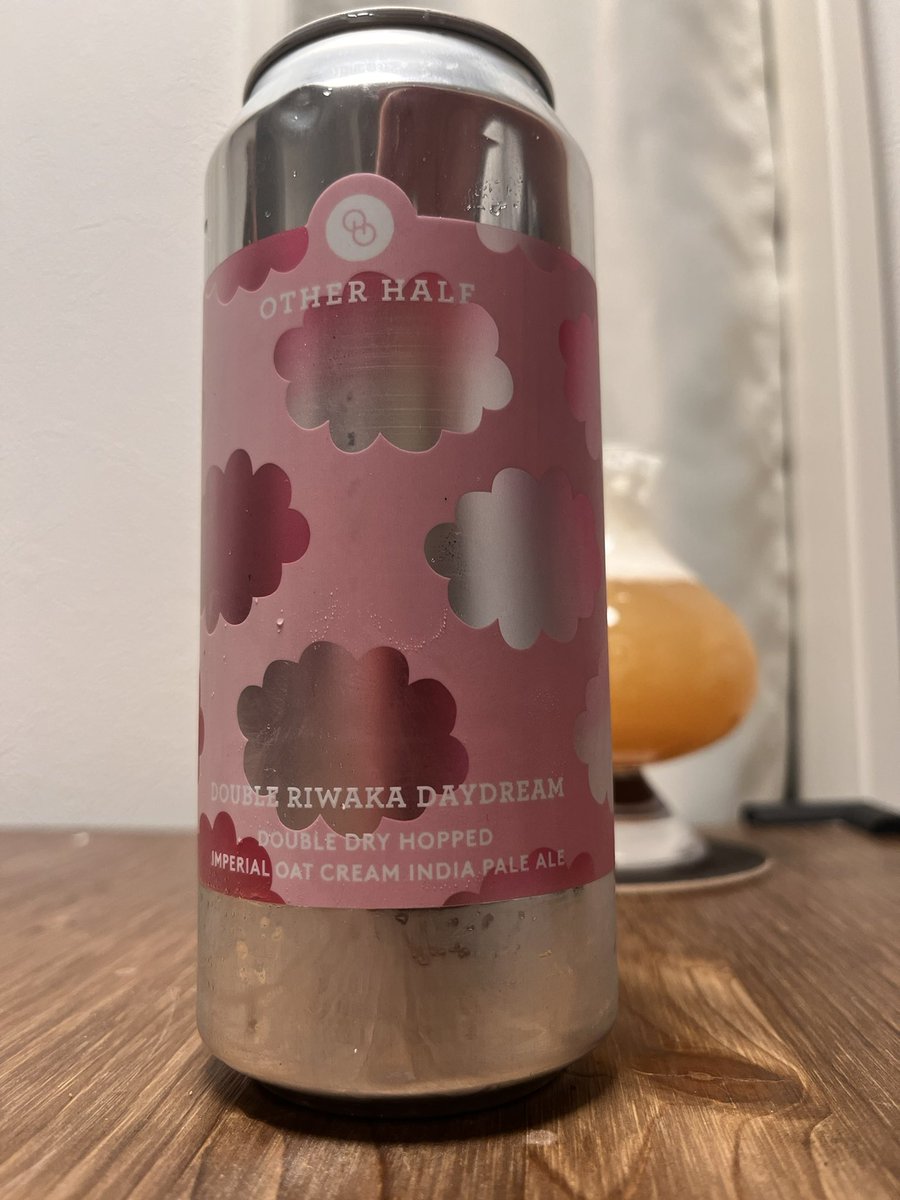 OTHER HALF
DOUBLE RIWAKA DAYDREAM
DOUBLE DRY HOPPED
IMPERIAL OAT CREAM INDIA PALE ALE